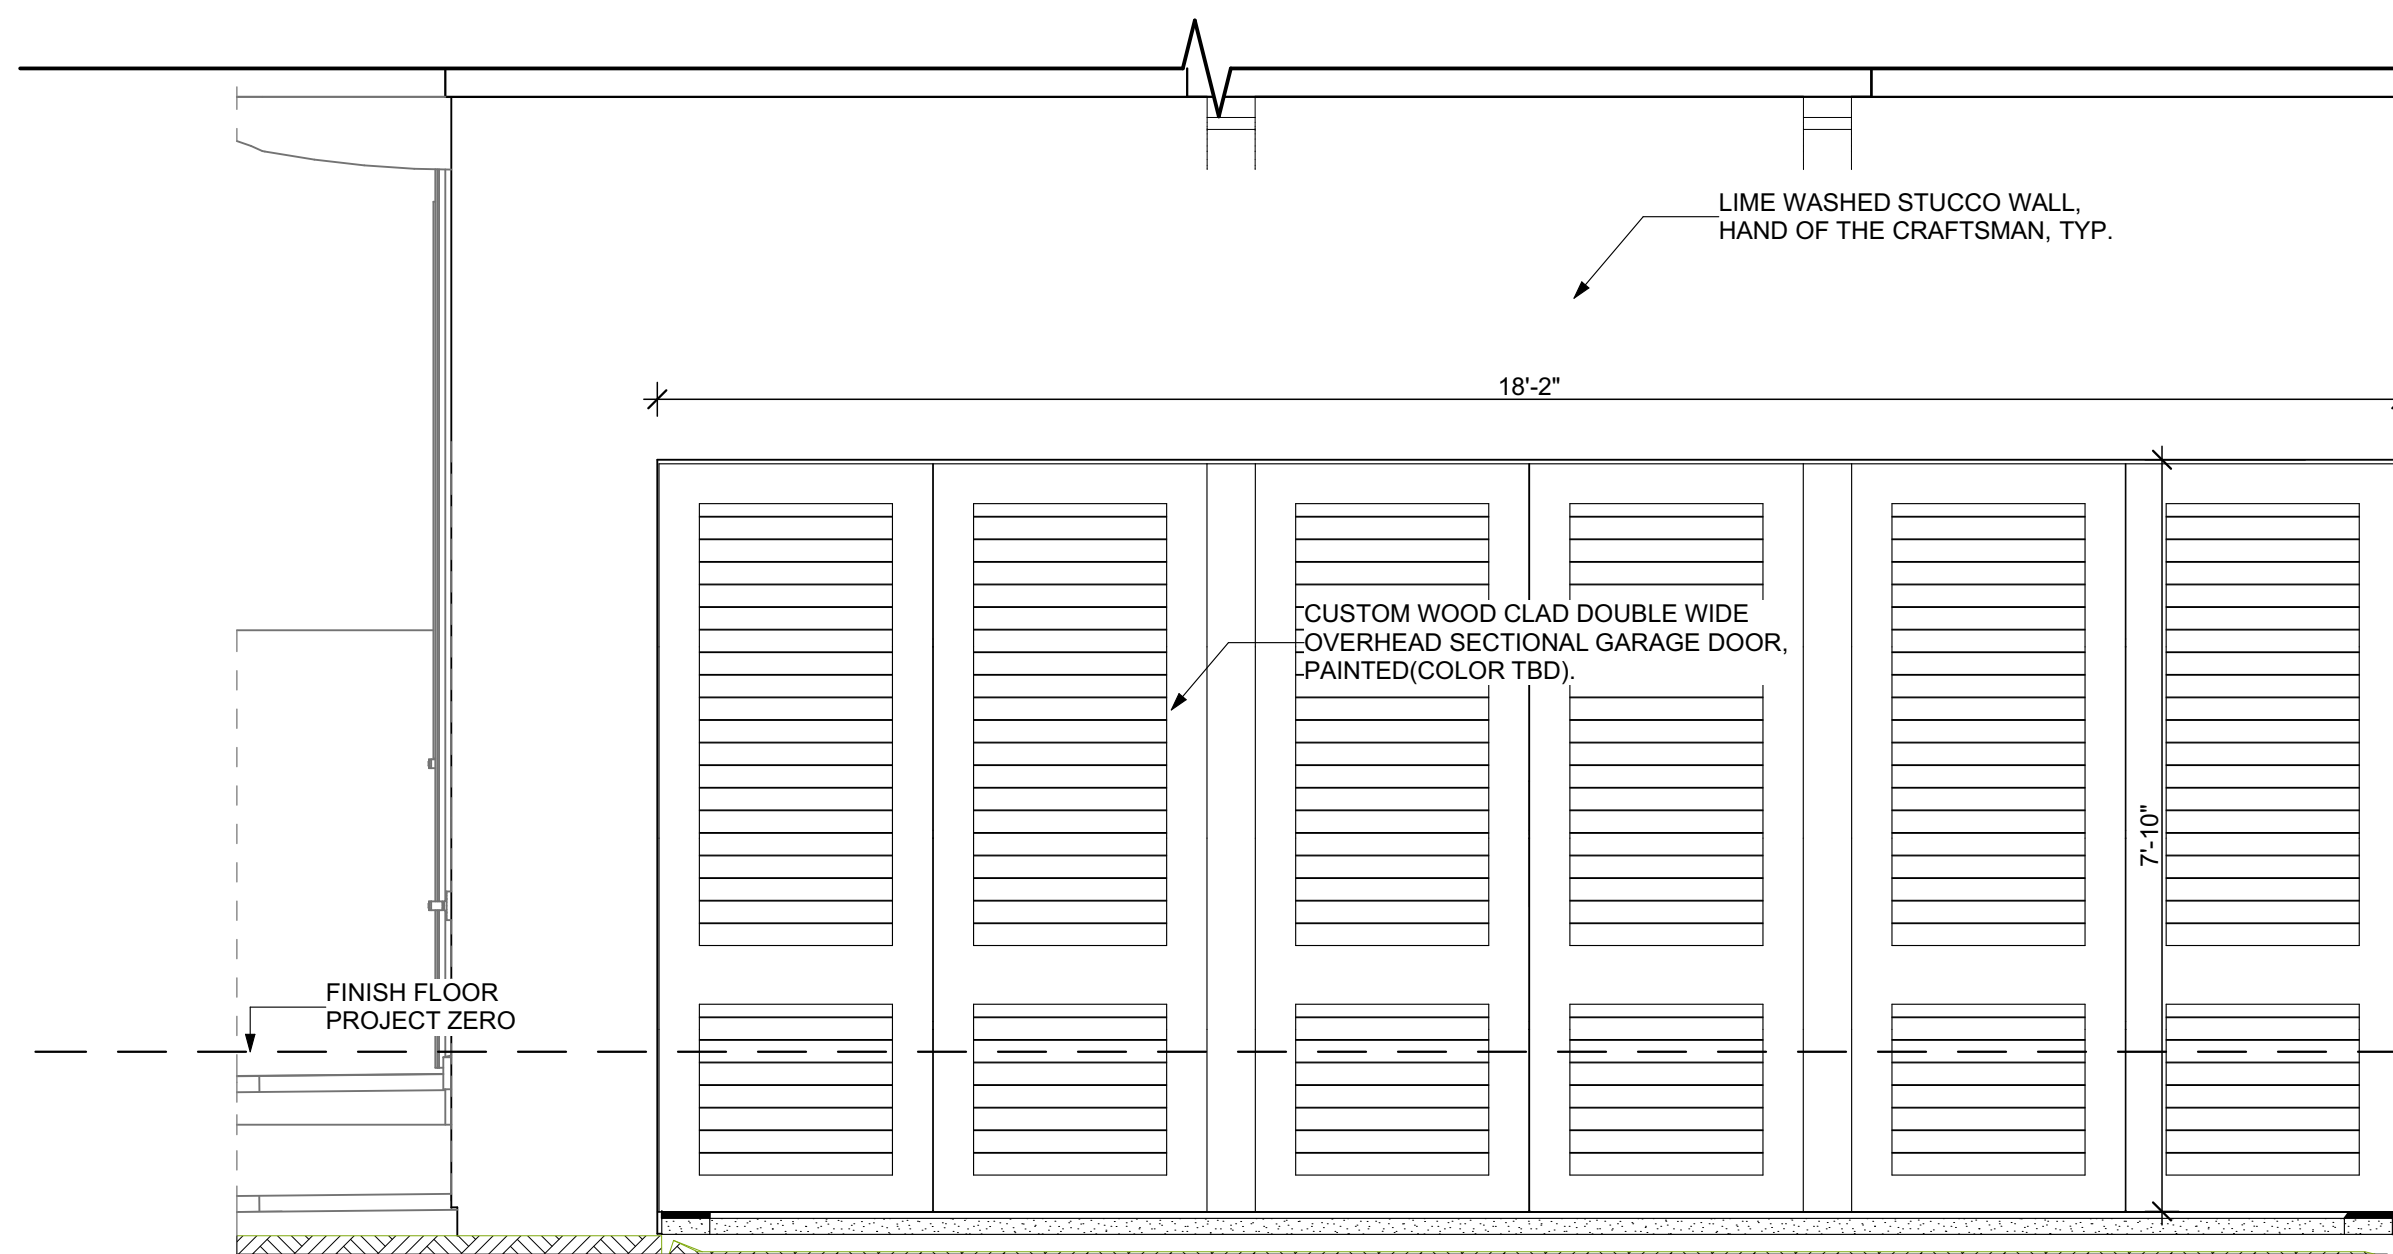 LIME WASHED STUCCO WALL,
HAND OF THE CRAFTSMAN, TYP.
18'-2"
CUSTOM WOOD CLAD DOUBLE WIDE
OVERHEAD SECTIONAL GARAGE DOOR,
PAINTED(COLOR TBD).
7'-10"
FINISH FLOOR
PROJECT ZERO